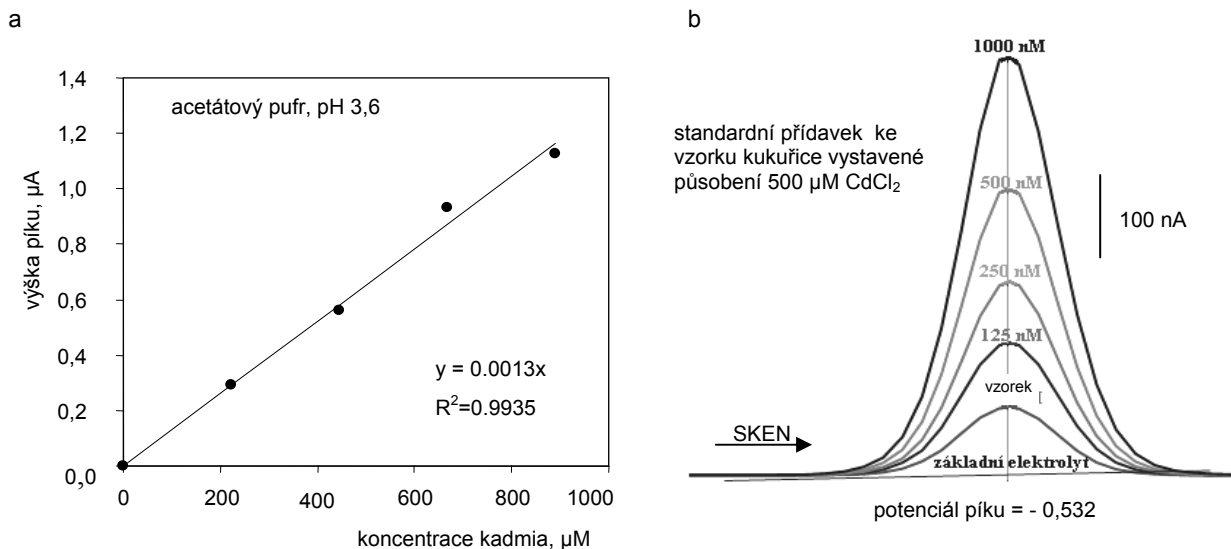 a
výška píku, µA
1,4
1,2
1,0
0,8
0,6
0,4
0,2
0,0
acetátový pufr, pH 3,6
y = 0.0013x
R²=0.9935
0
200
400
600
800
1000
koncentrace kadmia, µM
b
1000 nM
standardní přídavek ke
vzorku kukuřice vystavené
působení 500 µM CdCl₂
500 nM
100 nA
250 nM
125 nM
vzorek
[
SKEN
základní elektrolyt
potenciál píku = - 0,532